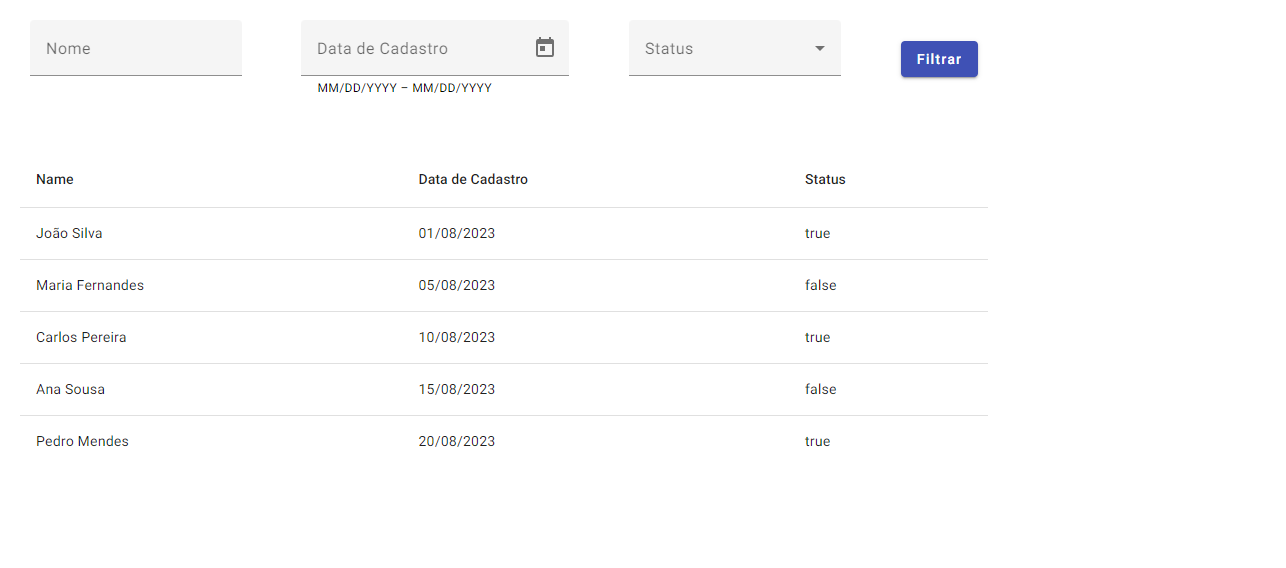 Nome Data de Cadastro Status Filtrar
MM/DD/YYYY – MM/DD/YYYY
Name Data de Cadastro Status
João Silva 01/08/2023 true
Maria Fernandes 05/08/2023 false
Carlos Pereira 10/08/2023 true
Ana Sousa 15/08/2023 false
Pedro Mendes 20/08/2023 true